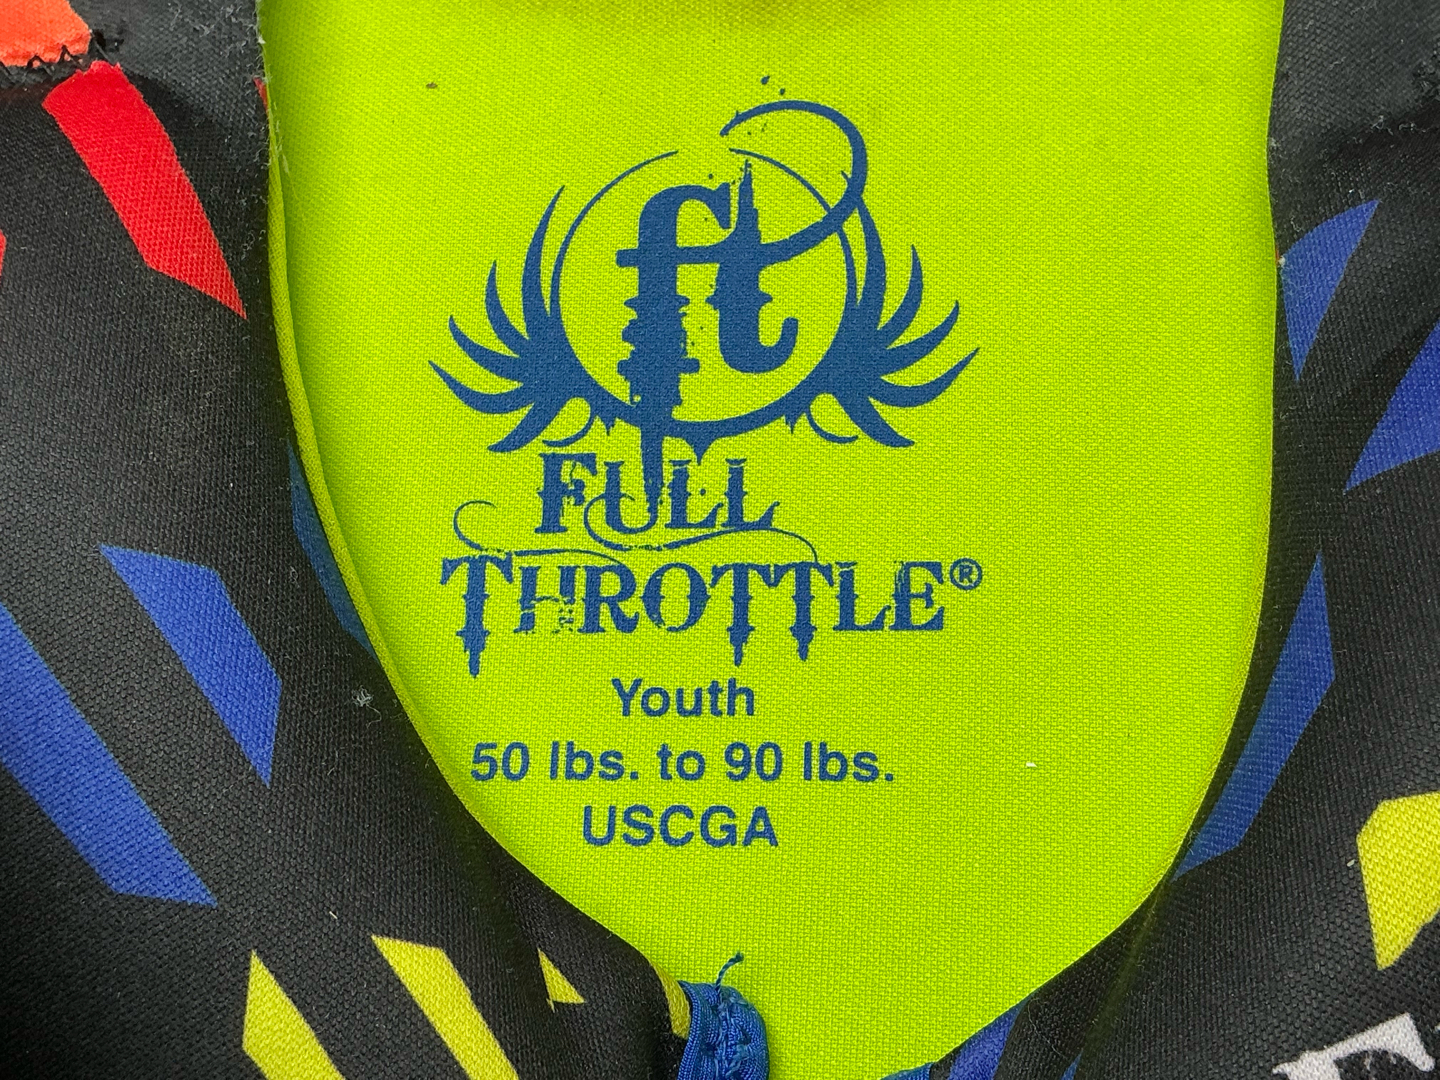 ft
FULL
THROTTLE®
Youth
50 lbs. to 90 lbs.
USCGA